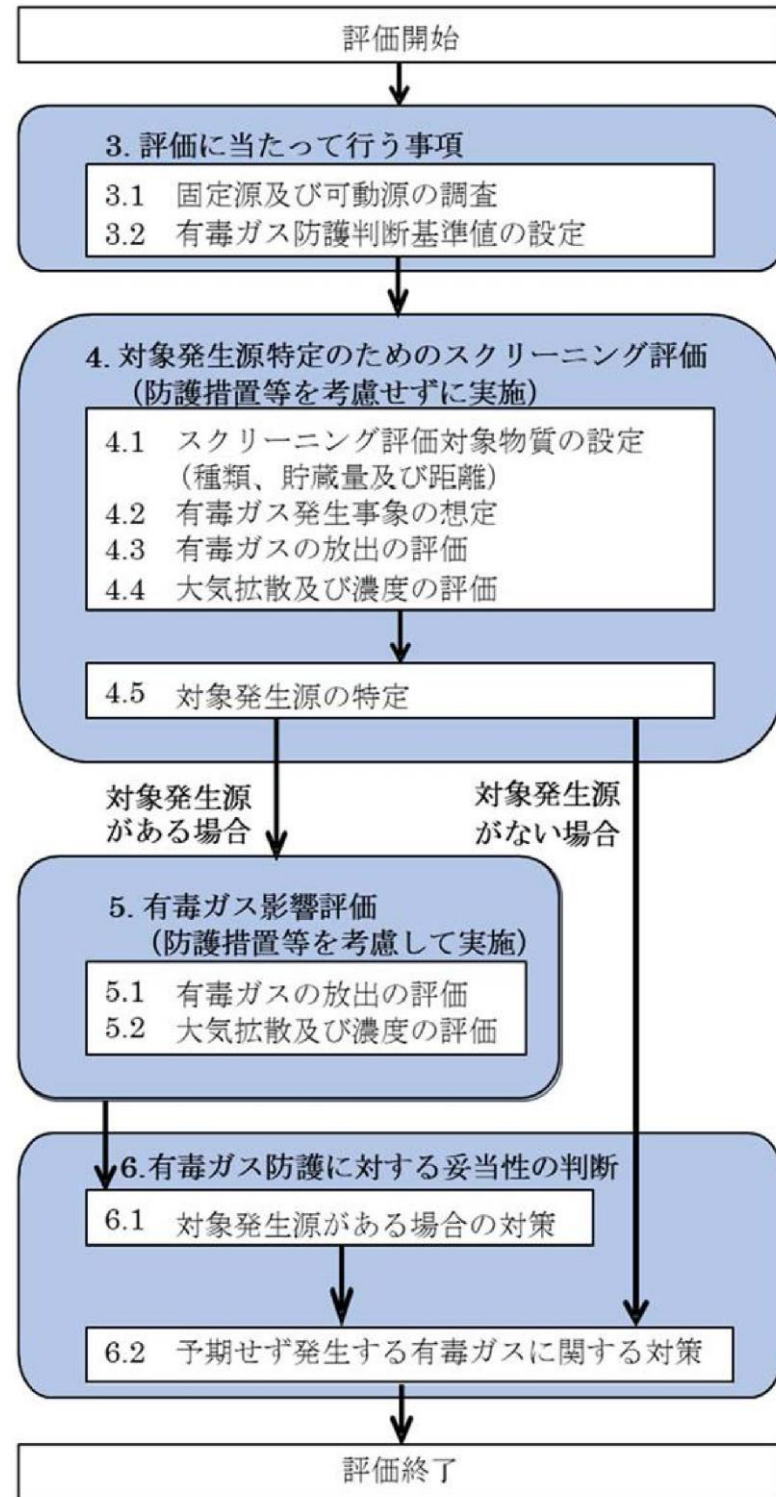 評価開始
3. 評価に当たって行う事項
3.1 固定源及び可動源の調査
3.2 有毒ガス防護判断基準値の設定
4. 対象発生源特定のためのスクリーニング評価
(防護措置等を考慮せずに実施)
4.1 スクリーニング評価対象物質の設定
(種類、貯蔵量及び距離)
4.2 有毒ガス発生事象の想定
4.3 有毒ガスの放出の評価
4.4 大気拡散及び濃度の評価
4.5 対象発生源の特定
対象発生源
がある場合
対象発生源
がない場合
5. 有毒ガス影響評価
(防護措置等を考慮して実施)
5.1 有毒ガスの放出の評価
5.2 大気拡散及び濃度の評価
6.有毒ガス防護に対する妥当性の判断
6.1 対象発生源がある場合の対策
6.2 予期せず発生する有毒ガスに関する対策
評価終了